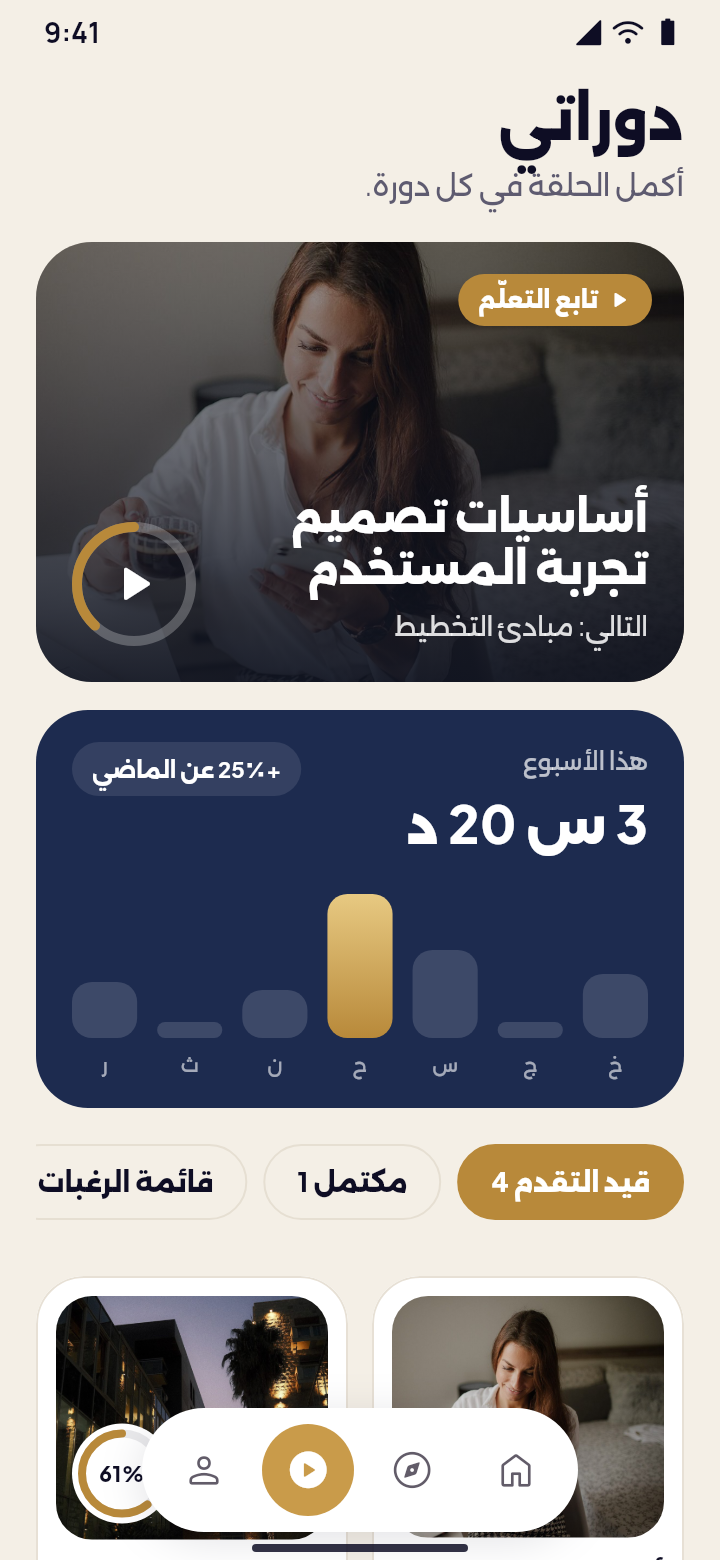 9:41
دوراتي
أكمل الحلقة في كل دورة.
تابع التعلّم
أساسيات تصميم
تجربة المستخدم
التالي: مبادئ التخطيط
هذا الأسبوع
+25٪ عن الماضي
3 س 20 د
خ ج س ح ن ث ر
قيد التقدم 4
مكتمل 1
قائمة الرغبات
61%